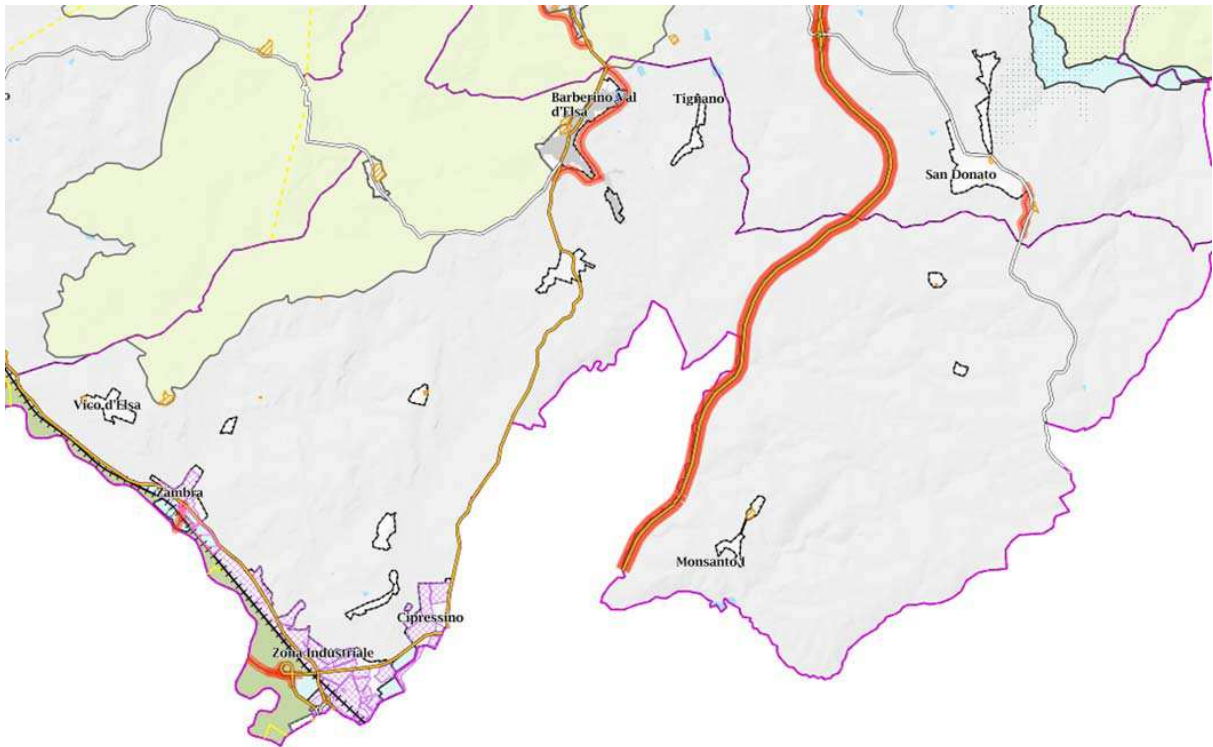 Barberino Val
d'Elsa
Tignano
San Donato
Vico d'Elsa
Zambra
Monsanto I
Cipressino
Zona Industriale